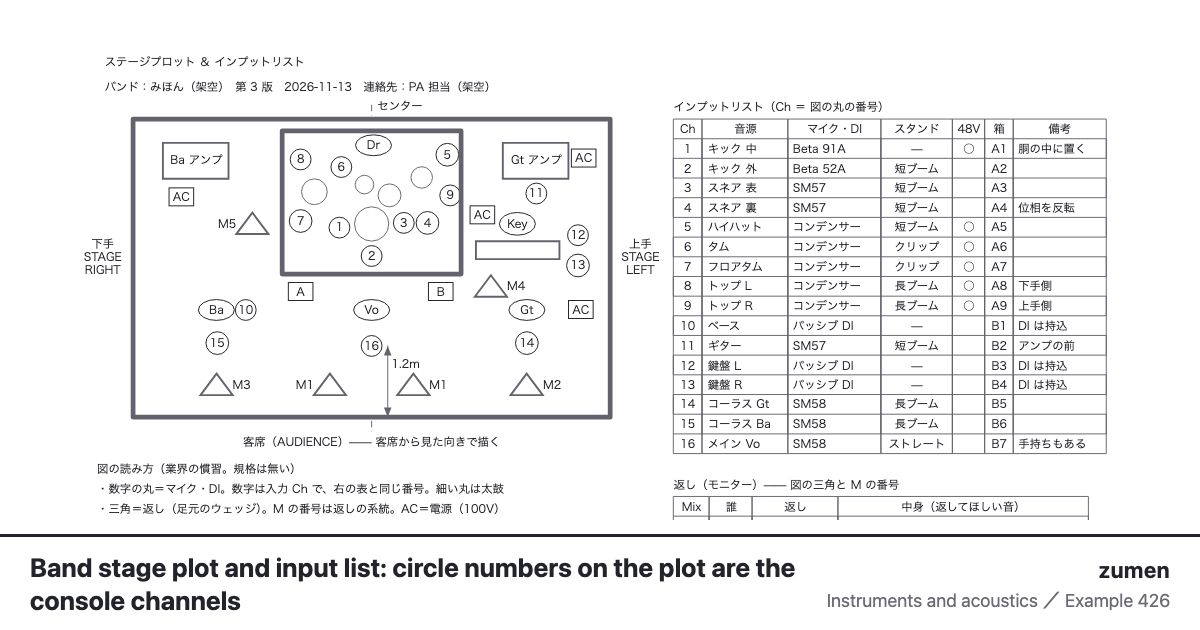 ステージプロット ＆ インプットリスト
バンド：みほん（架空） 第 3 版 2026-11-13 連絡先：PA 担当（架空）
センター
Ba アンプ
AC
M5
Dr
8
6
5
9
7
1
3
4
2
Gt アンプ
AC
11
AC
Key
12
13
M4
下手
STAGE
RIGHT
上手
STAGE
LEFT
A
B
Ba
10
Vo
Gt
AC
15
16
14
1.2m
M3
M1
M1
M2
客席（AUDIENCE）—— 客席から見た向きで描く
図の読み方（業界の慣習。規格は無い）
・数字の丸＝マイク・DI。数字は入力 Ch で、右の表と同じ番号。細い丸は太鼓
・三角＝返し（足元のウェッジ）。M の番号は返しの系統。AC＝電源（100V）
インプットリスト（Ch ＝ 図の丸の番号）
Ch 音源 マイク・DI スタンド 48V 箱 備考
1 キック 中 Beta 91A — ○ A1 胴の中に置く
2 キック 外 Beta 52A 短ブーム A2
3 スネア 表 SM57 短ブーム A3
4 スネア 裏 SM57 短ブーム A4 位相を反転
5 ハイハット コンデンサー 短ブーム ○ A5
6 タム コンデンサー クリップ ○ A6
7 フロアタム コンデンサー クリップ ○ A7
8 トップ L コンデンサー 長ブーム ○ A8 下手側
9 トップ R コンデンサー 長ブーム ○ A9 上手側
10 ベース パッシブ DI — B1 DI は持込
11 ギター SM57 短ブーム B2 アンプの前
12 鍵盤 L パッシブ DI — B3 DI は持込
13 鍵盤 R パッシブ DI — B4 DI は持込
14 コーラス Gt SM58 長ブーム B5
15 コーラス Ba SM58 長ブーム B6
16 メイン Vo SM58 ストレート B7 手持ちもある
返し（モニター）—— 図の三角と M の番号
Mix 誰 返し 中身（返してほしい音）
Band stage plot and input list: circle numbers on the plot are the
console channels
zumen
Instruments and acoustics ／ Example 426